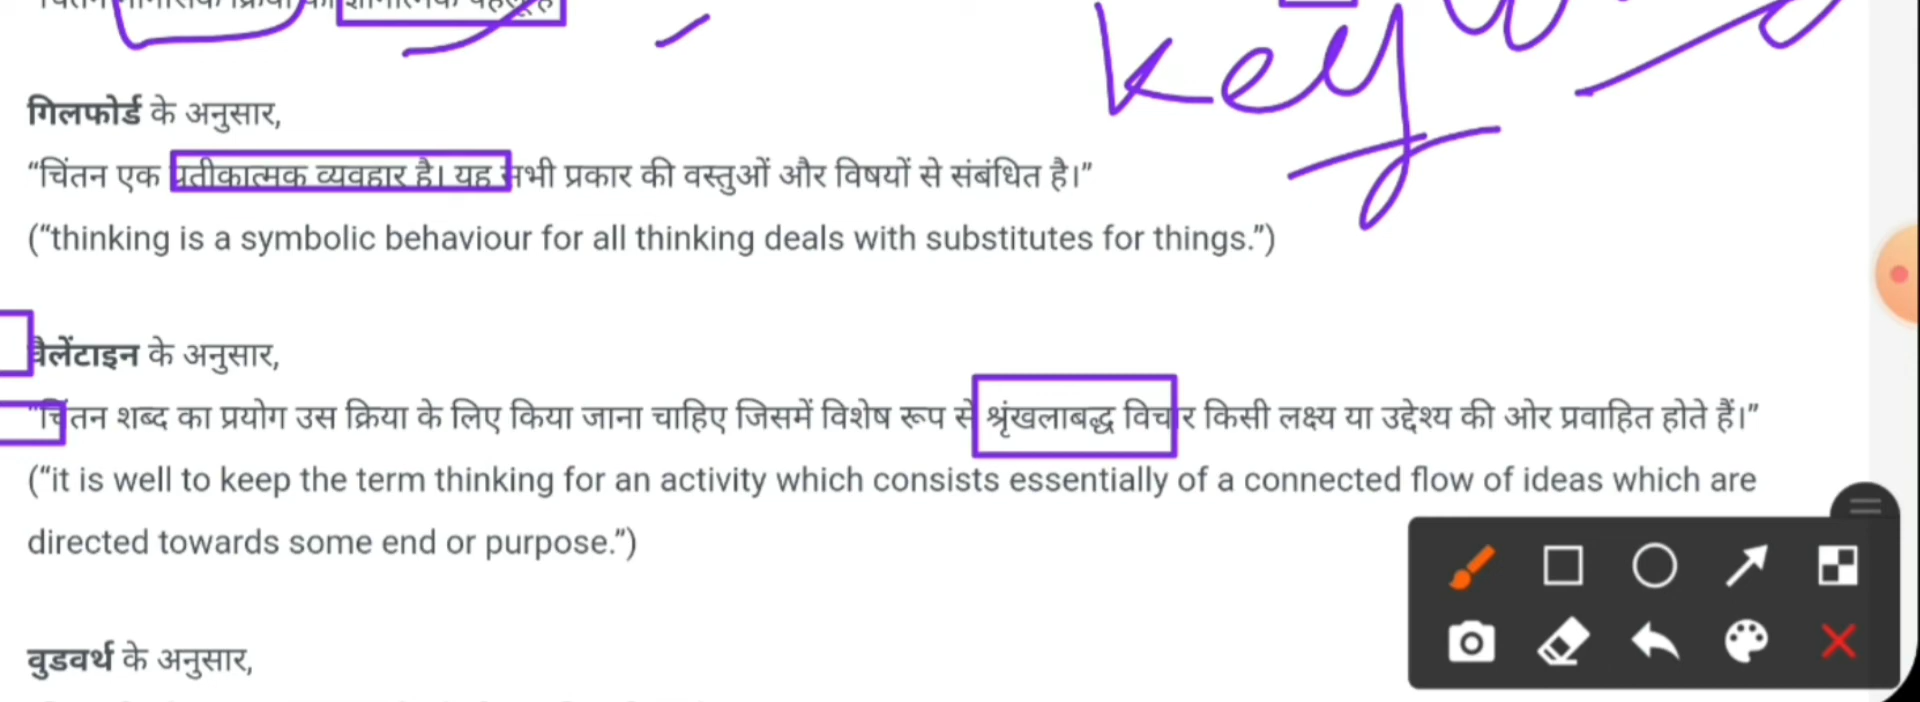 key
गिलफोर्ड के अनुसार,
“चिंतन एक प्रतीकात्मक व्यवहार है। यह सभी प्रकार की वस्तुओं और विषयों से संबंधित है।”
(“thinking is a symbolic behaviour for all thinking deals with substitutes for things.”)
वैलेंटाइन के अनुसार,
“चिंतन शब्द का प्रयोग उस क्रिया के लिए किया जाना चाहिए जिसमें विशेष रूप से श्रृंखलाबद्ध विचार किसी लक्ष्य या उद्देश्य की ओर प्रवाहित होते हैं।”
(“it is well to keep the term thinking for an activity which consists essentially of a connected flow of ideas which are
directed towards some end or purpose.”)
वुडवर्थ के अनुसार,